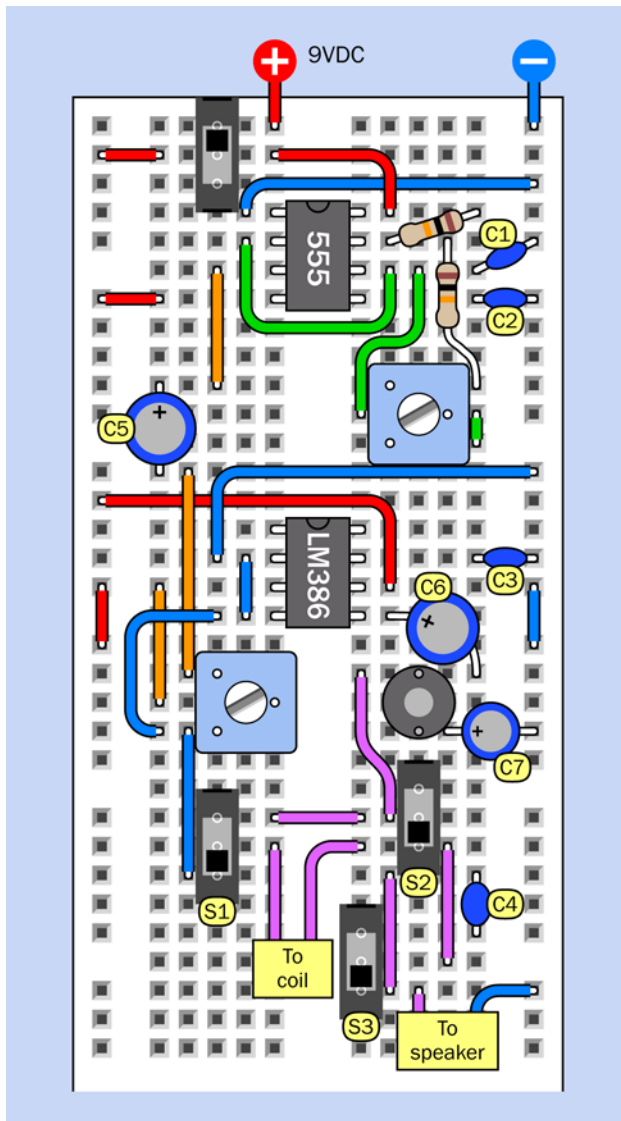 +
9VDC
−
555
C1
C2
C5
LM386
C3
C6
C7
S1
S2
C4
To
coil
S3
To
speaker